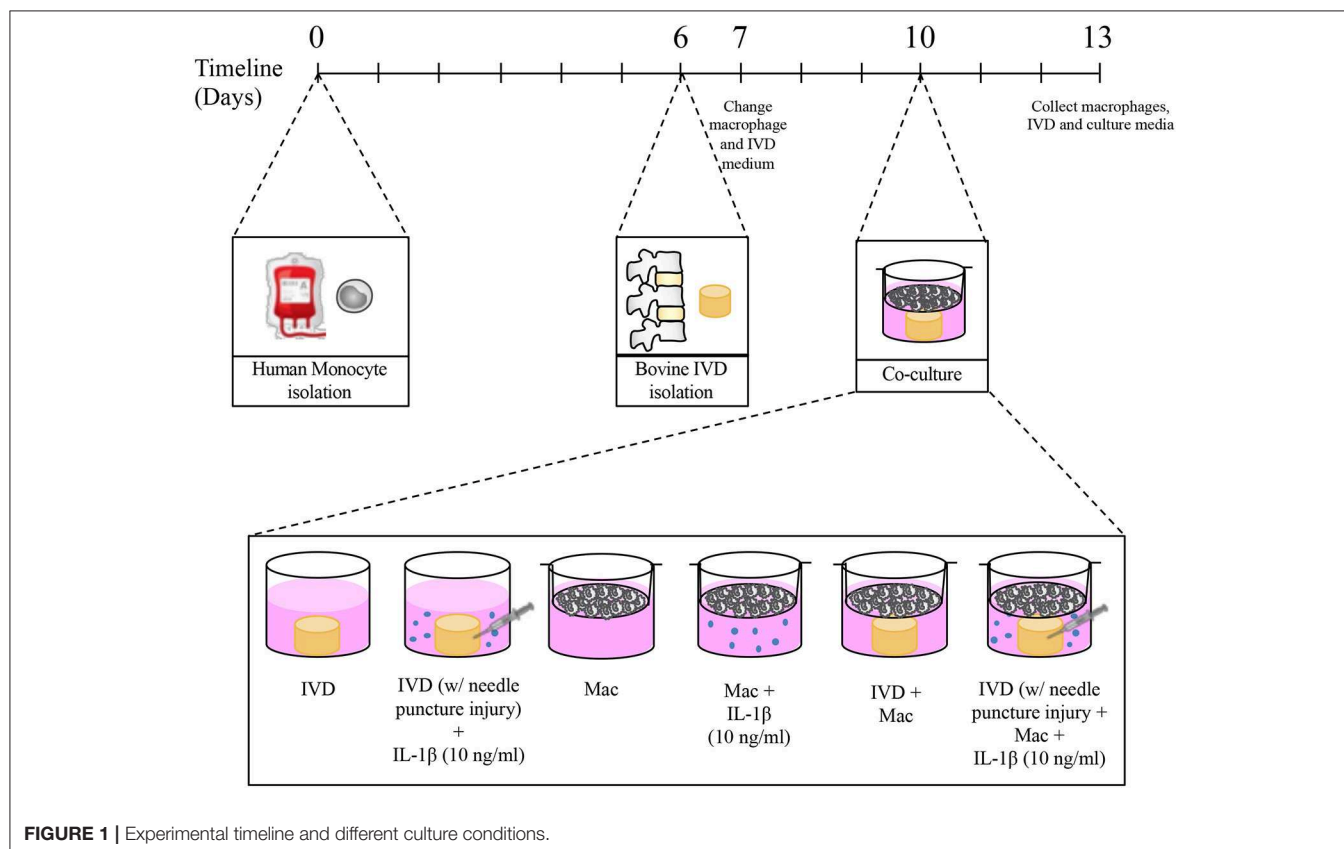 0 6 7 10 13
Timeline
(Days)
Change
macrophage
and IVD
medium
Collect macrophages,
IVD and culture media
A
Human Monocyte
isolation
Bovine IVD
isolation
Co-culture
IVD
IVD (w/ needle
puncture injury)
+
IL-1β (10 ng/ml)
Mac
Mac +
IL-1β
(10 ng/ml)
IVD +
Mac
IVD (w/ needle
puncture injury +
Mac +
IL-1β (10 ng/ml)
FIGURE 1 | Experimental timeline and different culture conditions.